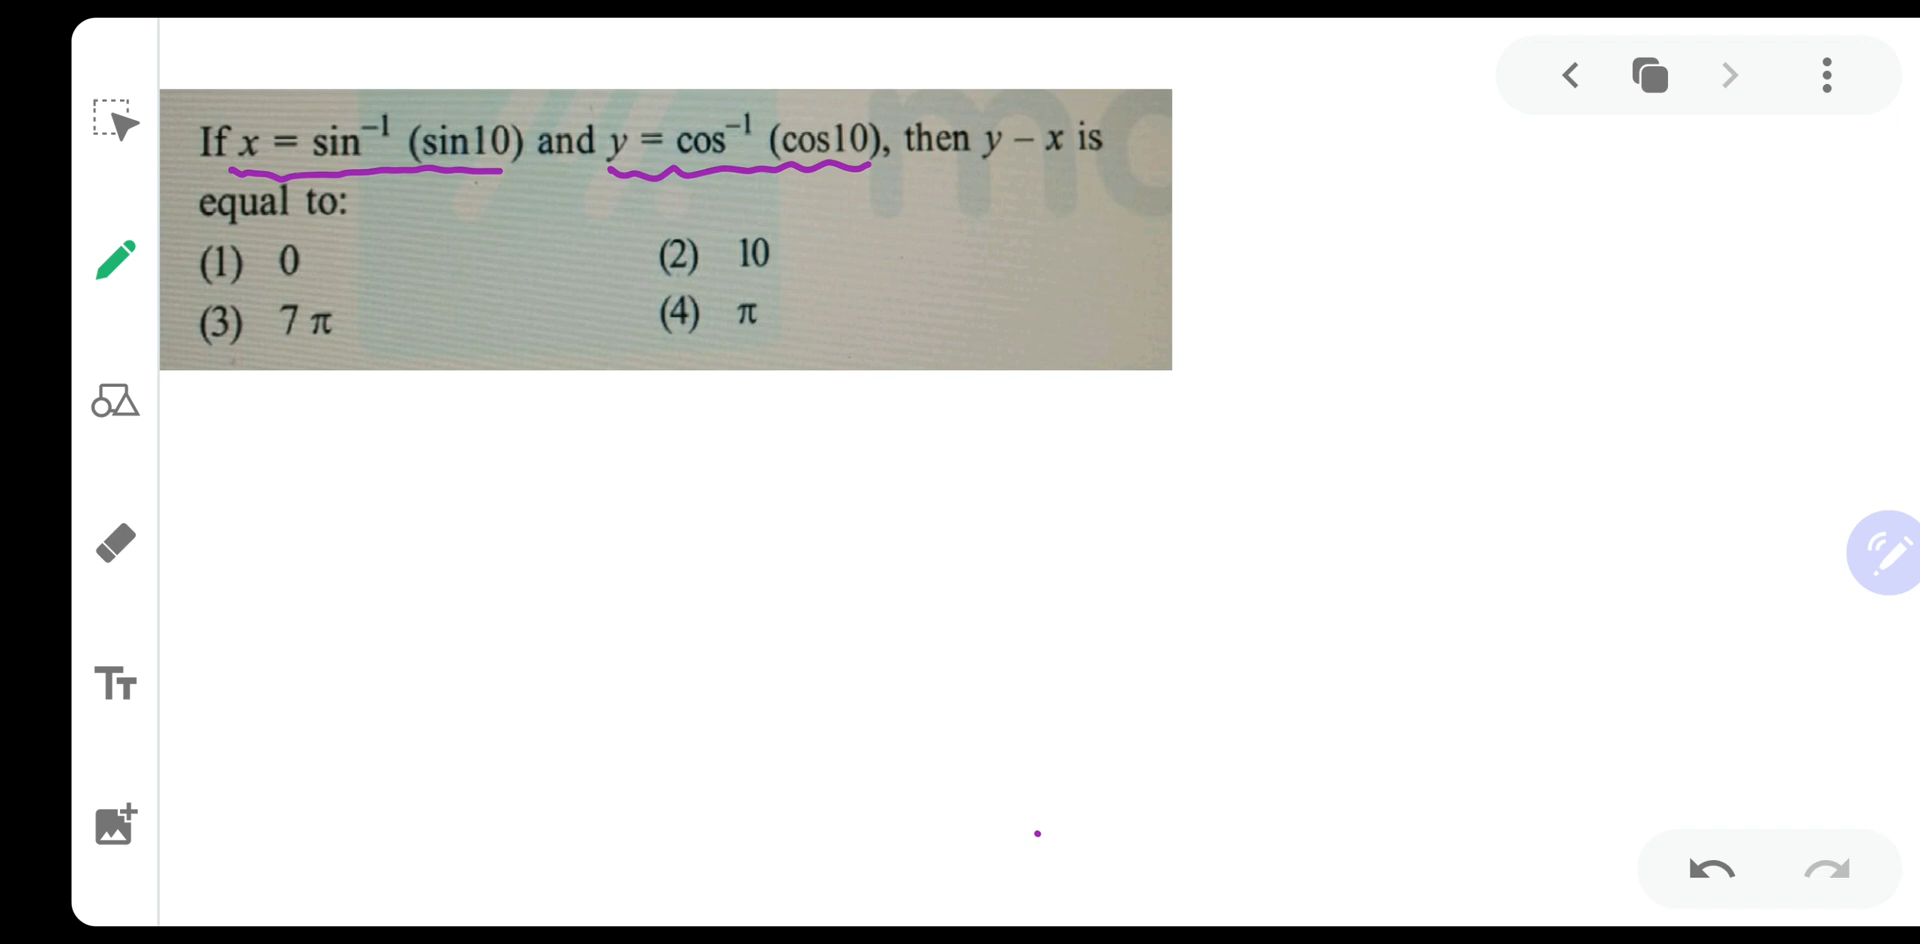 If x = sin⁻¹ (sin10) and y = cos⁻¹ (cos10), then y – x is
equal to:
(1) 0 (2) 10
(3) 7 π (4) π